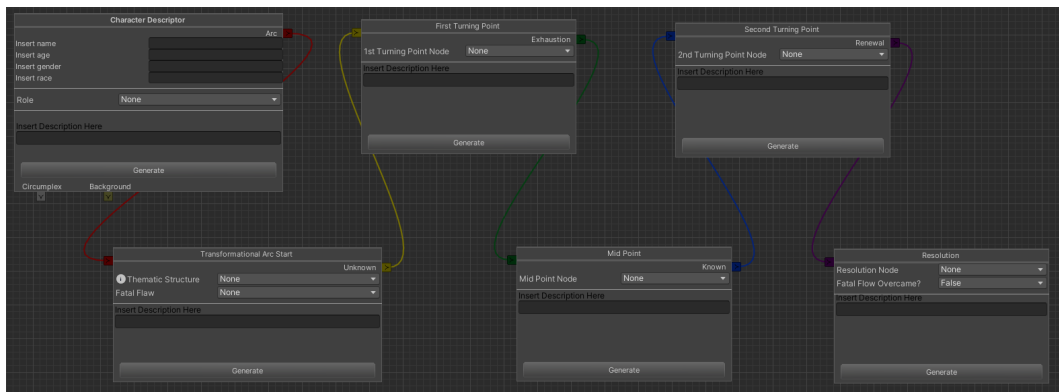 Character Descriptor
Arc
Insert name
Insert age
Insert gender
Insert race
Role None
Insert Description Here
Generate
Circumplex Background
First Turning Point
Exhaustion
1st Turning Point Node None
Insert Description Here
Generate
Second Turning Point
Renewal
2nd Turning Point Node None
Insert Description Here
Generate
Transformational Arc Start
Unknown
Thematic Structure None
Fatal Flaw None
Insert Description Here
Generate
Mid Point
Known
Mid Point Node None
Insert Description Here
Generate
Resolution
Resolution Node None
Fatal Flow Overcame? False
Insert Description Here
Generate